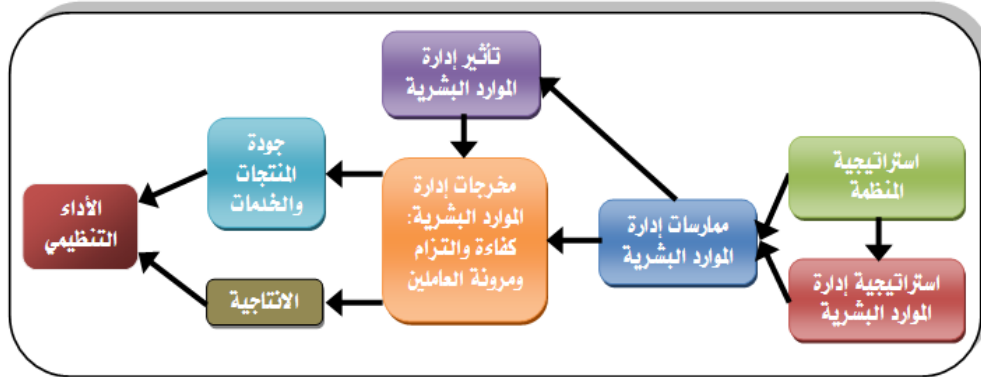 استراتيجية
المنظمة
استراتيجية إدارة
الموارد البشرية
ممارسات إدارة
الموارد البشرية
تأثير إدارة
الموارد البشرية
مخرجات إدارة
الموارد البشرية:
كفاءة والتزام
ومرونة العاملين
جودة
المنتجات
والخدمات
الانتاجية
الأداء
التنظيمي